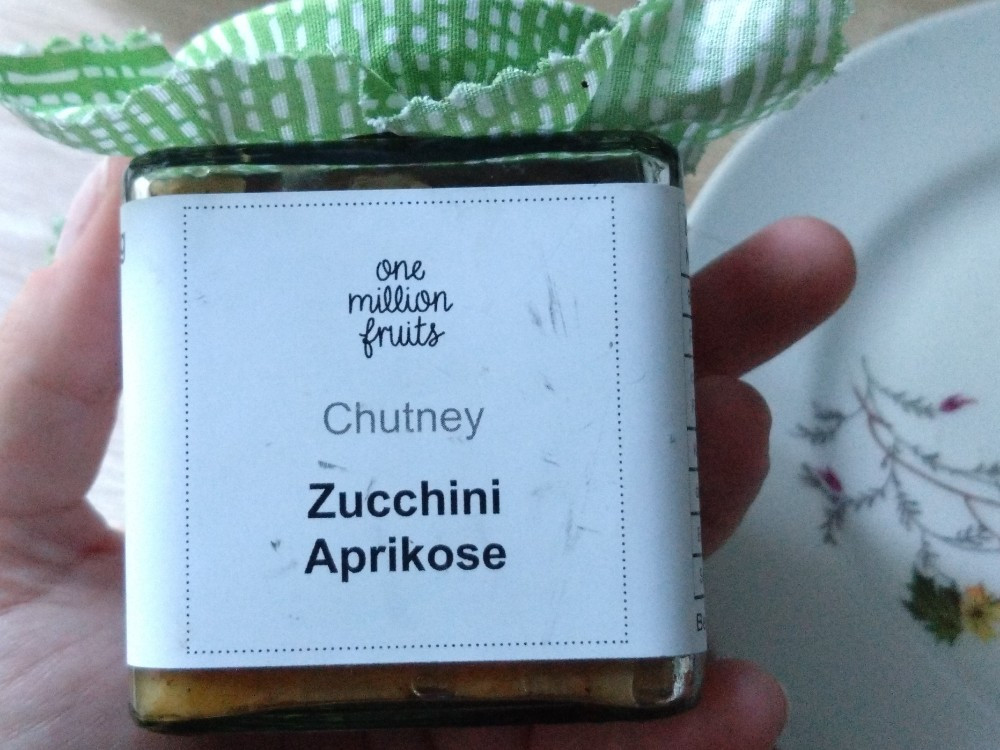 one
million
fruits
Chutney
Zucchini
Aprikose